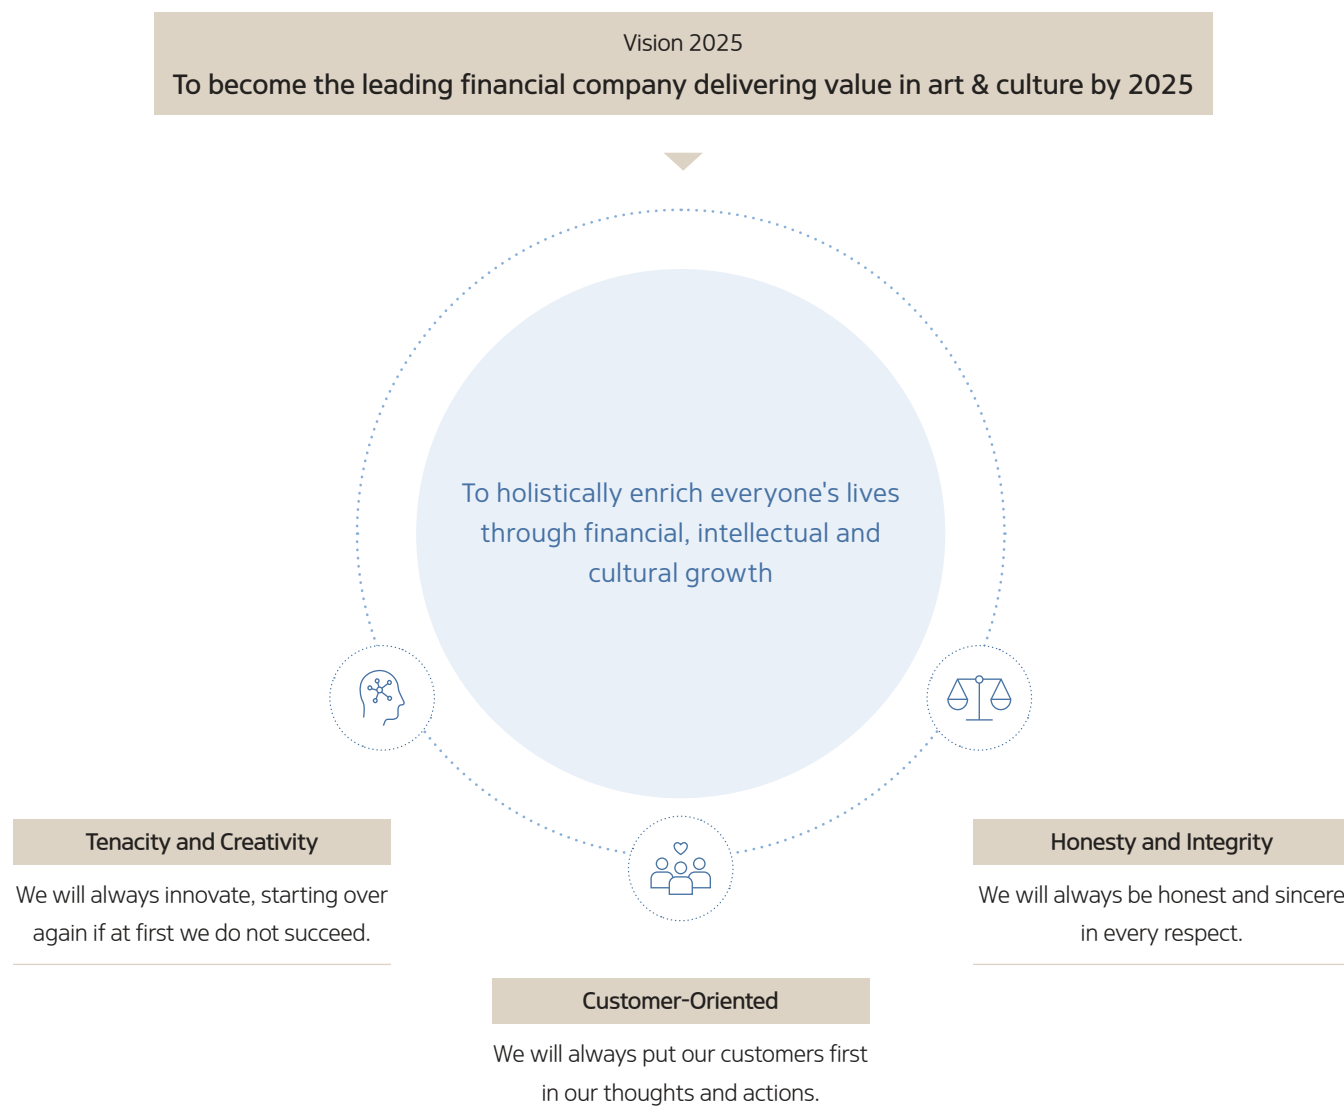 Vision 2025
To become the leading financial company delivering value in art & culture by 2025
To holistically enrich everyone's lives
through financial, intellectual and
cultural growth
Tenacity and Creativity
We will always innovate, starting over
again if at first we do not succeed.
Customer-Oriented
We will always put our customers first
in our thoughts and actions.
Honesty and Integrity
We will always be honest and sincere
in every respect.